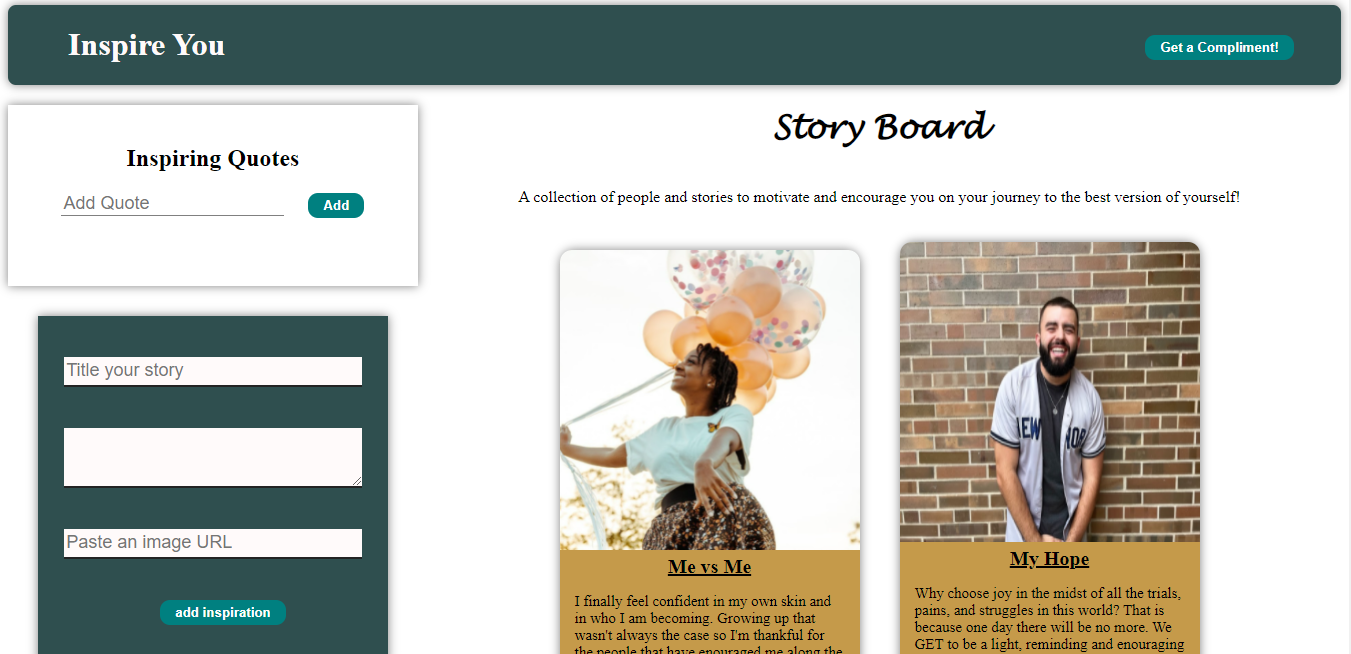 Inspire You
Get a Compliment!
Inspiring Quotes
Add Quote
Add
Title your story
Paste an image URL
add inspiration
Story Board
A collection of people and stories to motivate and encourage you on your journey to the best version of yourself!
Me vs Me
I finally feel confident in my own skin and
in who I am becoming. Growing up that
wasn't always the case so I'm thankful for
the people that have enouraged me along the
My Hope
Why choose joy in the midst of all the trials,
pains, and struggles in this world? That is
because one day there will be no more. We
GET to be a light, reminding and enouraging